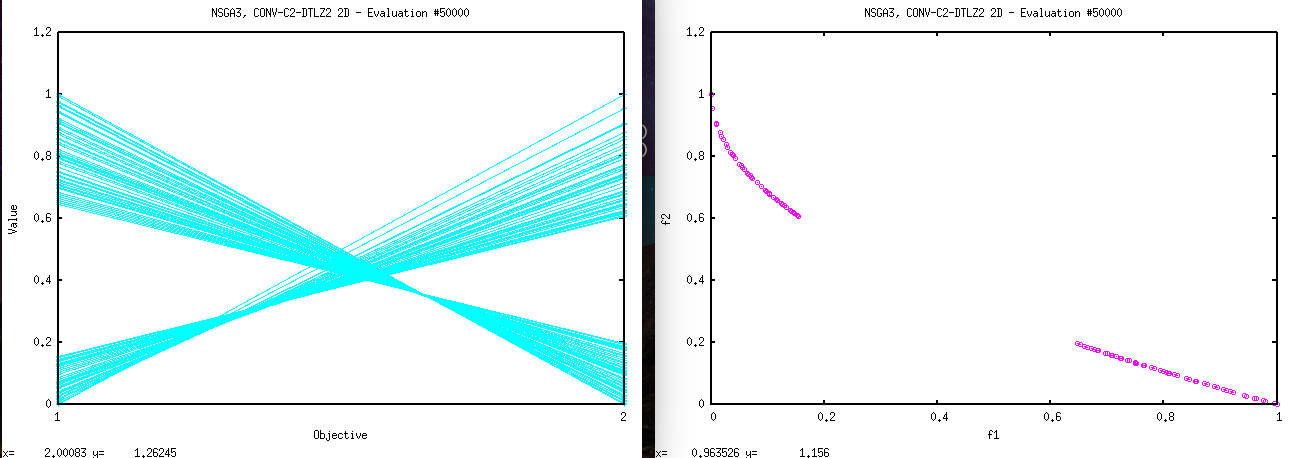 NSGA3, CONV-C2-DTLZ2 2D - Evaluation #50000
1.2
1
0.8
0.6
0.4
0.2
0
Value
1
2
Objective
x= 2.00083 y= 1.26245
NSGA3, CONV-C2-DTLZ2 2D - Evaluation #50000
1.2
1
0.8
0.6
0.4
0.2
0
f2
0
0.2
0.4
0.6
0.8
1
f1
x= 0.963526 y= 1.156